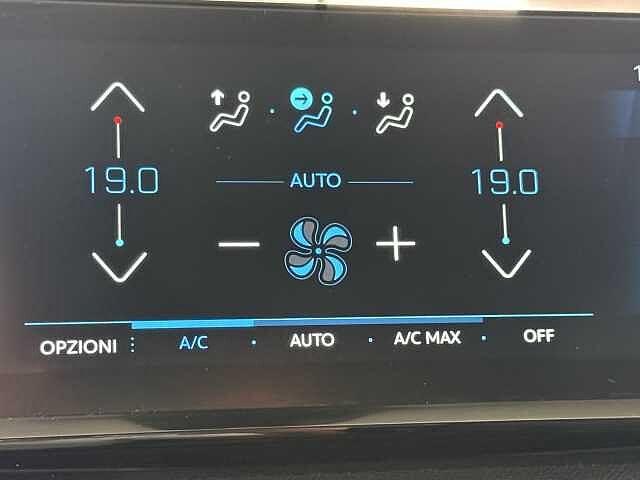 19.0 AUTO 19.0
OPZIONI A/C AUTO A/C MAX OFF